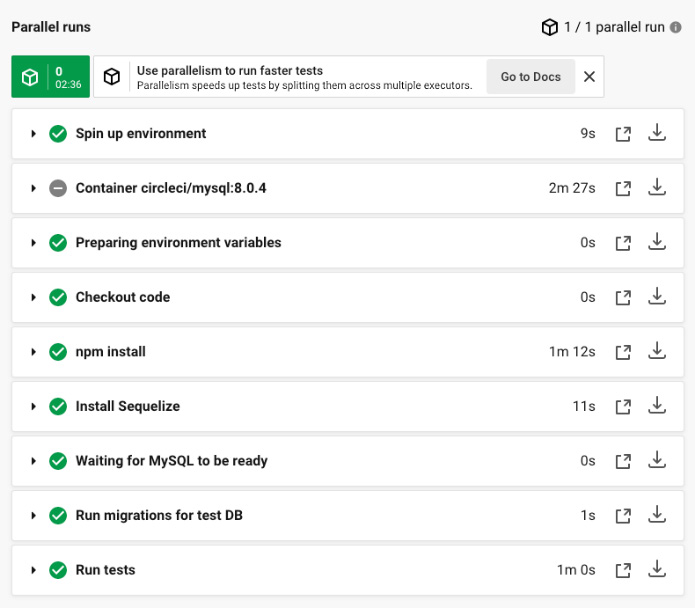 Parallel runs
1 / 1 parallel run
0
02:36
Use parallelism to run faster tests
Parallelism speeds up tests by splitting them across multiple executors.
Go to Docs
Spin up environment 9s
Container circleci/mysql:8.0.4 2m 27s
Preparing environment variables 0s
Checkout code 0s
npm install 1m 12s
Install Sequelize 11s
Waiting for MySQL to be ready 0s
Run migrations for test DB 1s
Run tests 1m 0s